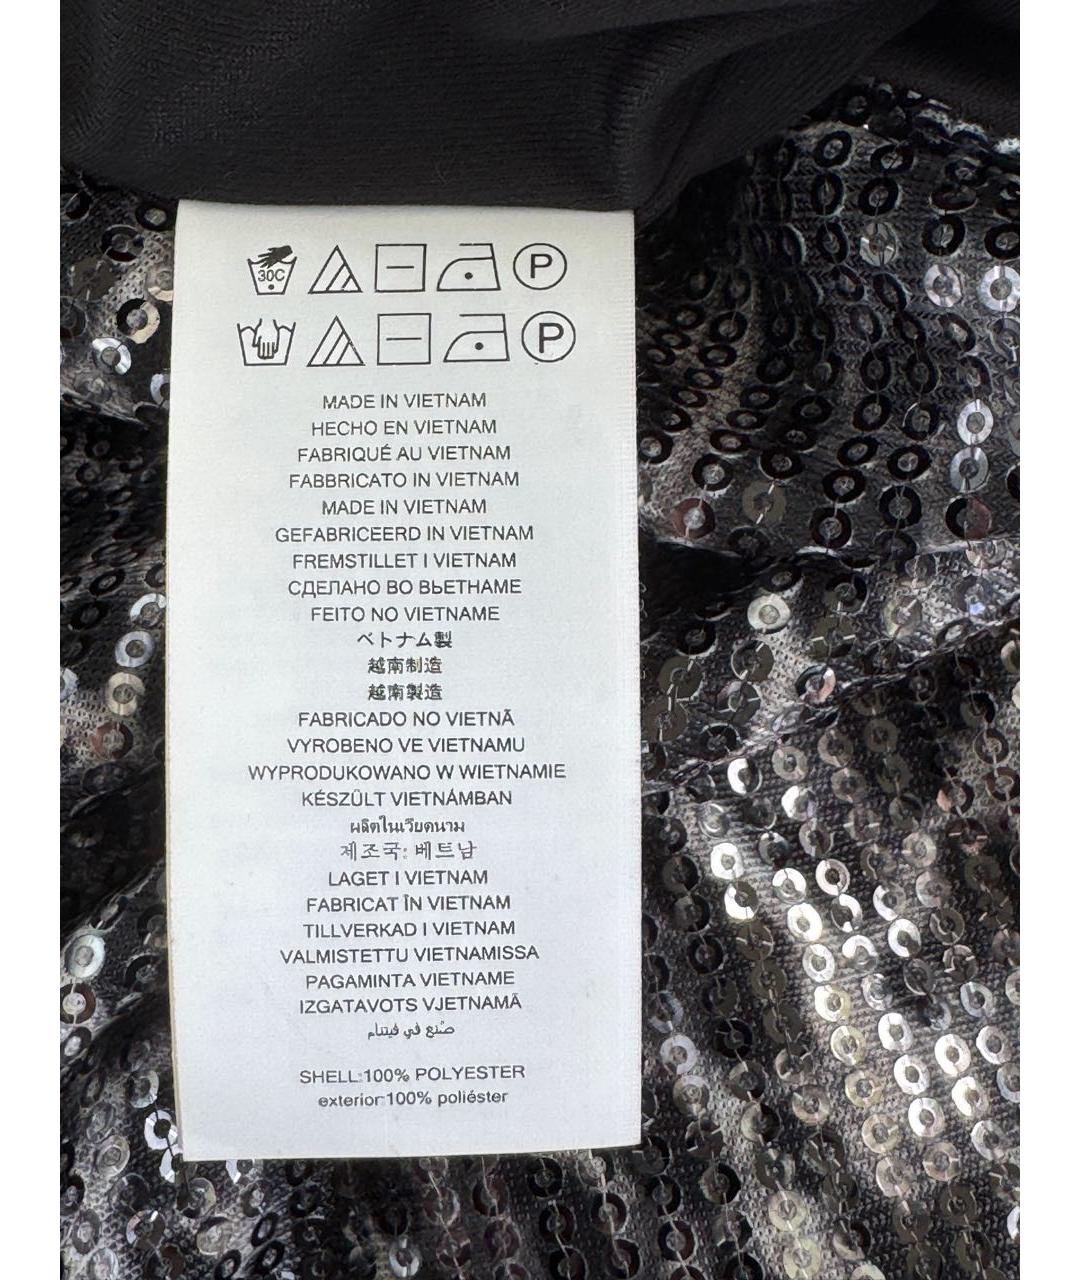 30C
P
P
MADE IN VIETNAM
HECHO EN VIETNAM
FABRIQUÉ AU VIETNAM
FABBRICATO IN VIETNAM
MADE IN VIETNAM
GEFABRICEERD IN VIETNAM
FREMSTILLET I VIETNAM
СДЕЛАНО ВО ВЬЕТНАМЕ
FEITO NO VIETNAME
ベトナム製
越南制造
越南製造
FABRICADO NO VIETNÃ
VYROBENO VE VIETNAMU
WYPRODUKOWANO W WIETNAMIE
KÉSZÜLT VIETNÁMBAN
ผลิตในเวียดนาม
제조국: 베트남
LAGET I VIETNAM
FABRICAT ÎN VIETNAM
TILLVERKAD I VIETNAM
VALMISTETTU VIETNAMISSA
PAGAMINTA VIETNAME
IZGATAVOTS VJETNAMĀ
صُنع في فيتنام
SHELL:100% POLYESTER
exterior:100% poliéster